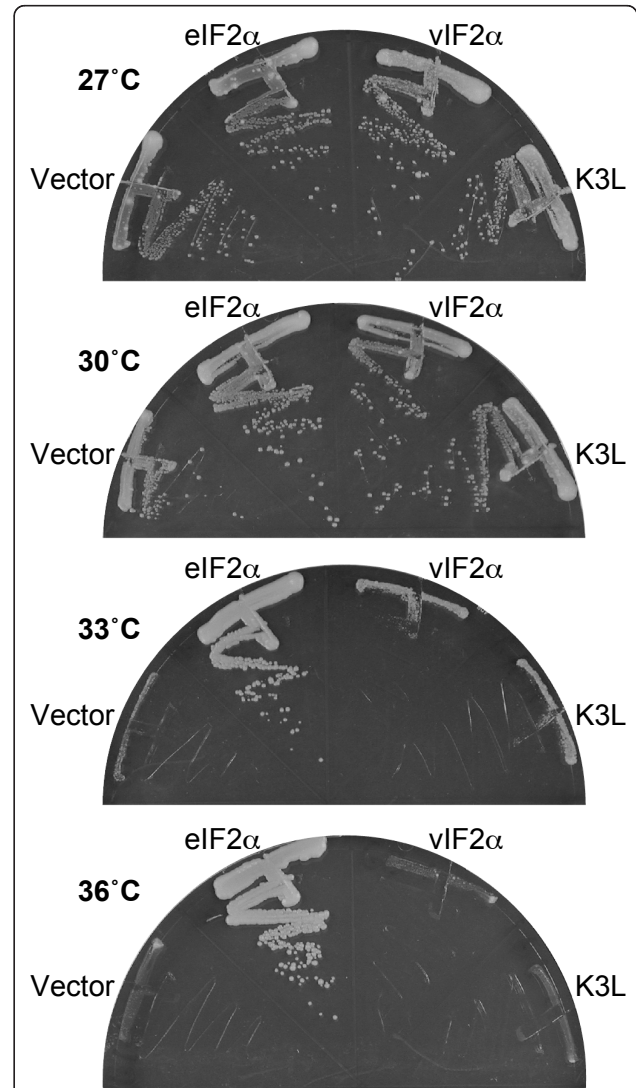 eIF2α vIF2α
27˚C
Vector K3L
eIF2α vIF2α
30˚C
Vector K3L
eIF2α vIF2α
33˚C
Vector K3L
eIF2α vIF2α
36˚C
Vector K3L